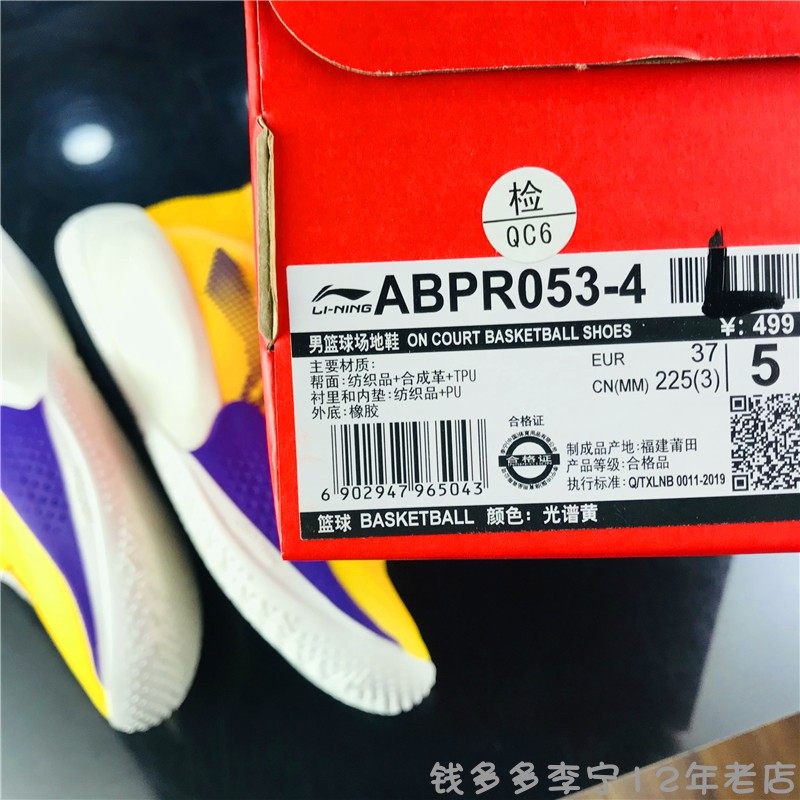 检
QC6
LI-NING ABPR053-4
L
¥: 499
男篮球场地鞋 ON COURT BASKETBALL SHOES
主要材质:
帮面: 纺织品+合成革+TPU
衬里和内垫: 纺织品+PU
外底: 橡胶
EUR 37
CN(MM) 225(3)
5
合格证
合格证
制成品产地: 福建莆田
产品等级: 合格品
执行标准: Q/TXLNB 0011-2019
6 902947 965043
篮球 BASKETBALL 颜色: 光谱黄
钱多多李宁12年老店